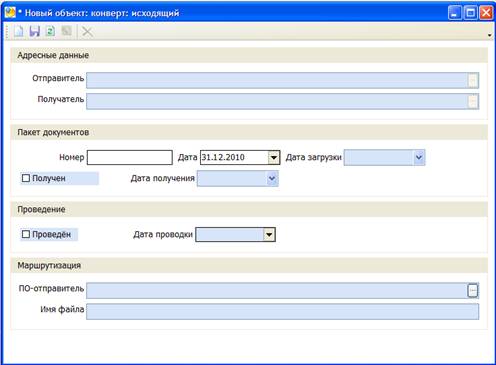 * Новый объект: конверт: исходящий
Адресные данные
Отправитель
Получатель
Пакет документов
Номер Дата 31.12.2010 Дата загрузки
Получен Дата получения
Проведение
Проведён Дата проводки
Маршрутизация
ПО-отправитель
Имя файла